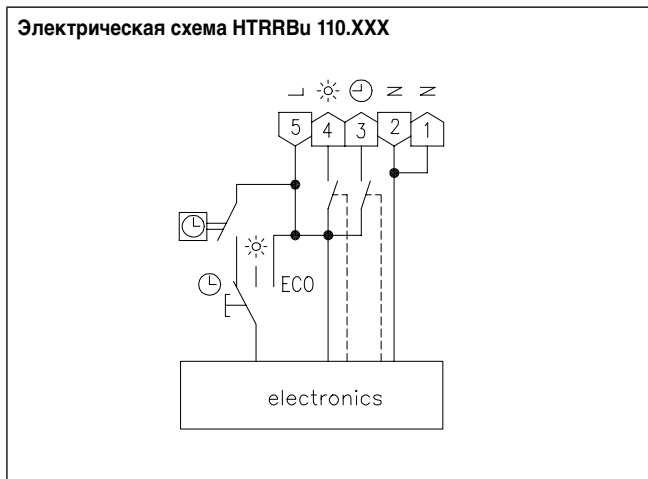 Электрическая схема HTRRBu 110.XXX
L N N
5 4 3 2 1
ECO
electronics